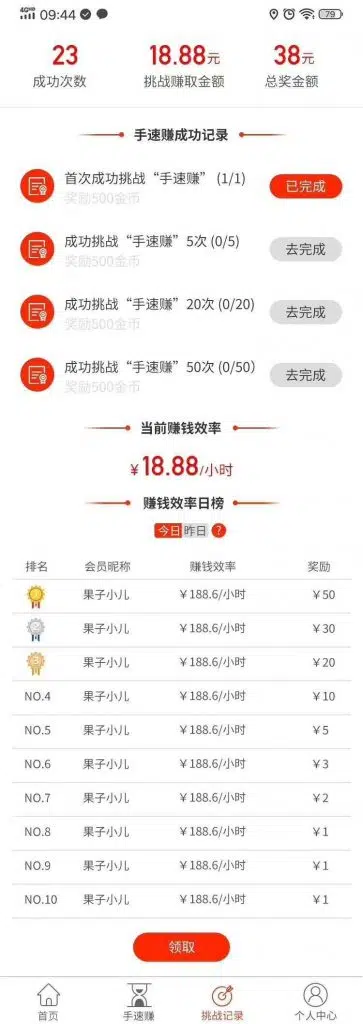 4GHD 09:44 79
23 18.88元 38元
成功次数 挑战赚取金额 总奖金额
手速赚成功记录
首次成功挑战“手速赚” (1/1)
奖励500金币
已完成
成功挑战“手速赚”5次 (0/5)
奖励500金币
去完成
成功挑战“手速赚”20次 (0/20)
奖励500金币
去完成
成功挑战“手速赚”50次 (0/50)
奖励500金币
去完成
当前赚钱效率
¥18.88/小时
赚钱效率日榜
今日 昨日 ?
排名 会员昵称 赚钱效率 奖励
果子小儿 ¥188.6/小时 ¥50
果子小儿 ¥188.6/小时 ¥30
果子小儿 ¥188.6/小时 ¥20
NO.4 果子小儿 ¥188.6/小时 ¥10
NO.5 果子小儿 ¥188.6/小时 ¥5
NO.6 果子小儿 ¥188.6/小时 ¥3
NO.7 果子小儿 ¥188.6/小时 ¥2
NO.8 果子小儿 ¥188.6/小时 ¥1
NO.9 果子小儿 ¥188.6/小时 ¥1
NO.10 果子小儿 ¥188.6/小时 ¥1
领取
首页 手速赚 挑战记录 个人中心